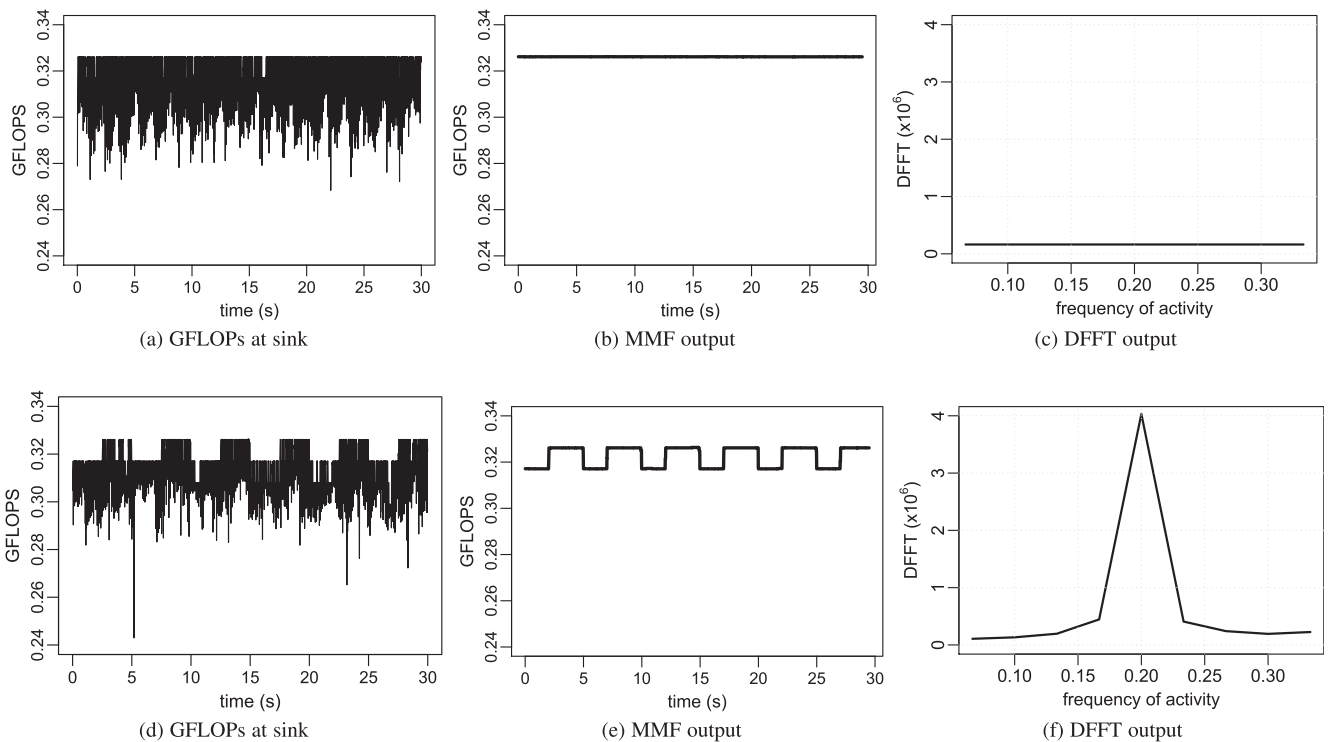 GFLOPS
0.24 0.26 0.28 0.30 0.32 0.34
0 5 10 15 20 25 30
time (s)
(a) GFLOPs at sink
GFLOPS
0.24 0.26 0.28 0.30 0.32 0.34
0 5 10 15 20 25 30
time (s)
(b) MMF output
DFFT (x10⁶)
0 1 2 3 4
0.10 0.15 0.20 0.25 0.30
frequency of activity
(c) DFFT output
GFLOPS
0.24 0.26 0.28 0.30 0.32 0.34
0 5 10 15 20 25 30
time (s)
(d) GFLOPs at sink
GFLOPS
0.24 0.26 0.28 0.30 0.32 0.34
0 5 10 15 20 25 30
time (s)
(e) MMF output
DFFT (x10⁶)
0 1 2 3 4
0.10 0.15 0.20 0.25 0.30
frequency of activity
(f) DFFT output